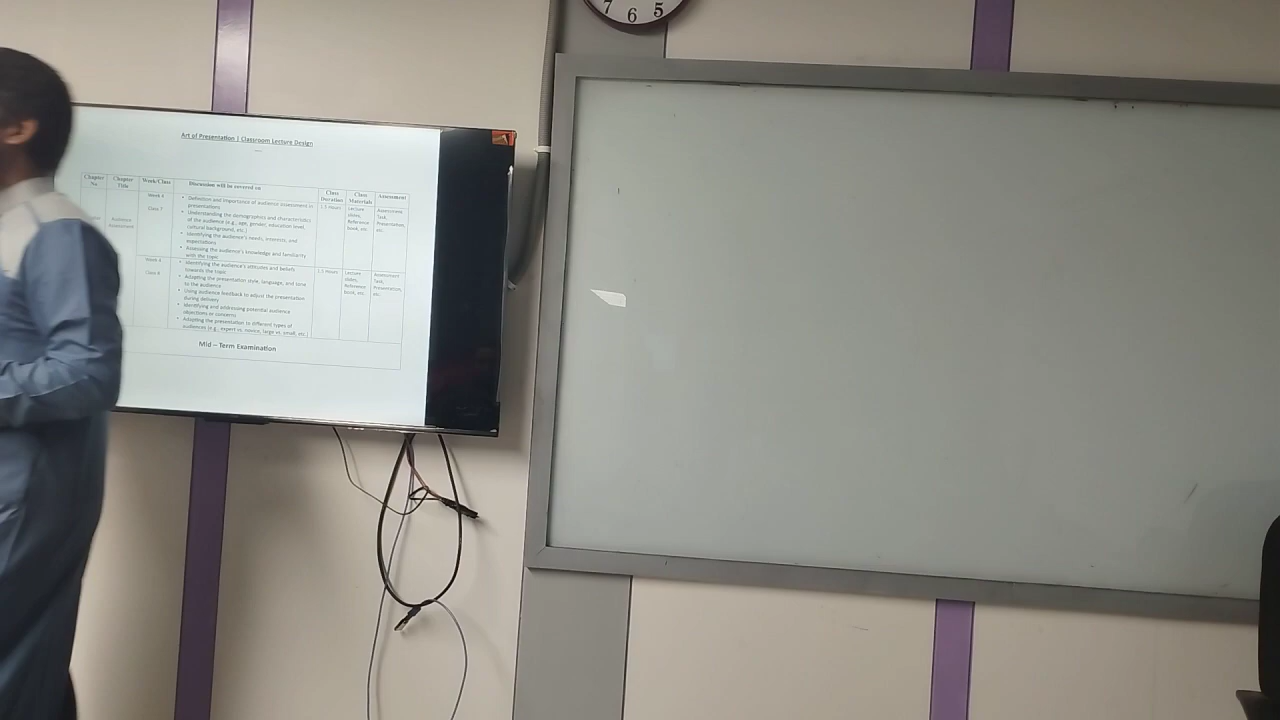 7 6 5
Art of Presentation | Classroom Lecture Design
Chapter No
Chapter Title
Week/Class
Discussion will be covered on
Class Duration
Class Materials
Assessment
Audience Assessment
Week 4
Class 7
• Definition and importance of audience assessment in
presentations
• Understanding the demographics and characteristics
of the audience (e.g., age, gender, education level,
cultural background, etc.)
• Identifying the audience's needs, interests, and
expectations
• Assessing the audience's knowledge and familiarity
with the topic
1.5 Hours
Lecture
slides,
Reference
book, etc.
Assessment
Task,
Presentation,
etc.
Week 4
Class 8
• Identifying the audience's attitudes and beliefs
towards the topic
• Adapting the presentation style, language, and tone
to the audience
• Using audience feedback to adjust the presentation
during delivery
• Identifying and addressing potential audience
objections or concerns
• Adapting the presentation to different types of
audiences (e.g., expert vs. novice, large vs. small, etc.)
1.5 Hours
Lecture
slides,
Reference
book, etc.
Assessment
Task,
Presentation,
etc.
Mid – Term Examination